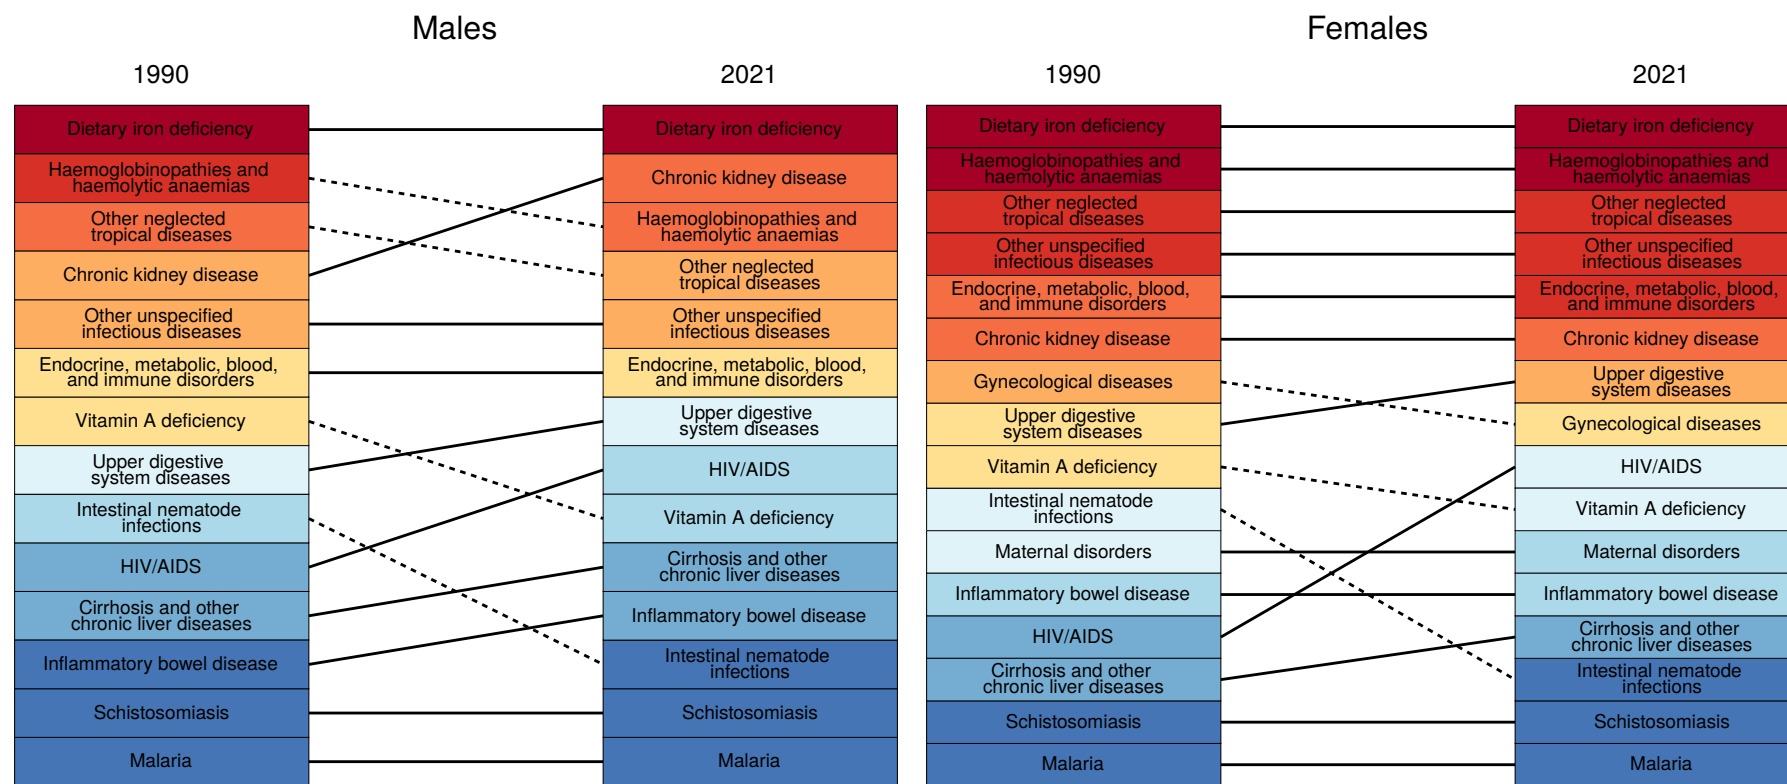 Males
1990
2021
Dietary iron deficiency
Haemoglobinopathies and
haemolytic anaemias
Other neglected
tropical diseases
Chronic kidney disease
Other unspecified
infectious diseases
Endocrine, metabolic, blood,
and immune disorders
Vitamin A deficiency
Upper digestive
system diseases
Intestinal nematode
infections
HIV/AIDS
Cirrhosis and other
chronic liver diseases
Inflammatory bowel disease
Schistosomiasis
Malaria
Dietary iron deficiency
Chronic kidney disease
Haemoglobinopathies and
haemolytic anaemias
Other neglected
tropical diseases
Other unspecified
infectious diseases
Endocrine, metabolic, blood,
and immune disorders
Upper digestive
system diseases
HIV/AIDS
Vitamin A deficiency
Cirrhosis and other
chronic liver diseases
Inflammatory bowel disease
Intestinal nematode
infections
Schistosomiasis
Malaria
Females
1990
2021
Dietary iron deficiency
Haemoglobinopathies and
haemolytic anaemias
Other neglected
tropical diseases
Other unspecified
infectious diseases
Endocrine, metabolic, blood,
and immune disorders
Chronic kidney disease
Gynecological diseases
Upper digestive
system diseases
Vitamin A deficiency
Intestinal nematode
infections
Maternal disorders
Inflammatory bowel disease
HIV/AIDS
Cirrhosis and other
chronic liver diseases
Schistosomiasis
Malaria
Dietary iron deficiency
Haemoglobinopathies and
haemolytic anaemias
Other neglected
tropical diseases
Other unspecified
infectious diseases
Endocrine, metabolic, blood,
and immune disorders
Chronic kidney disease
Upper digestive
system diseases
Gynecological diseases
HIV/AIDS
Vitamin A deficiency
Maternal disorders
Inflammatory bowel disease
Cirrhosis and other
chronic liver diseases
Intestinal nematode
infections
Schistosomiasis
Malaria